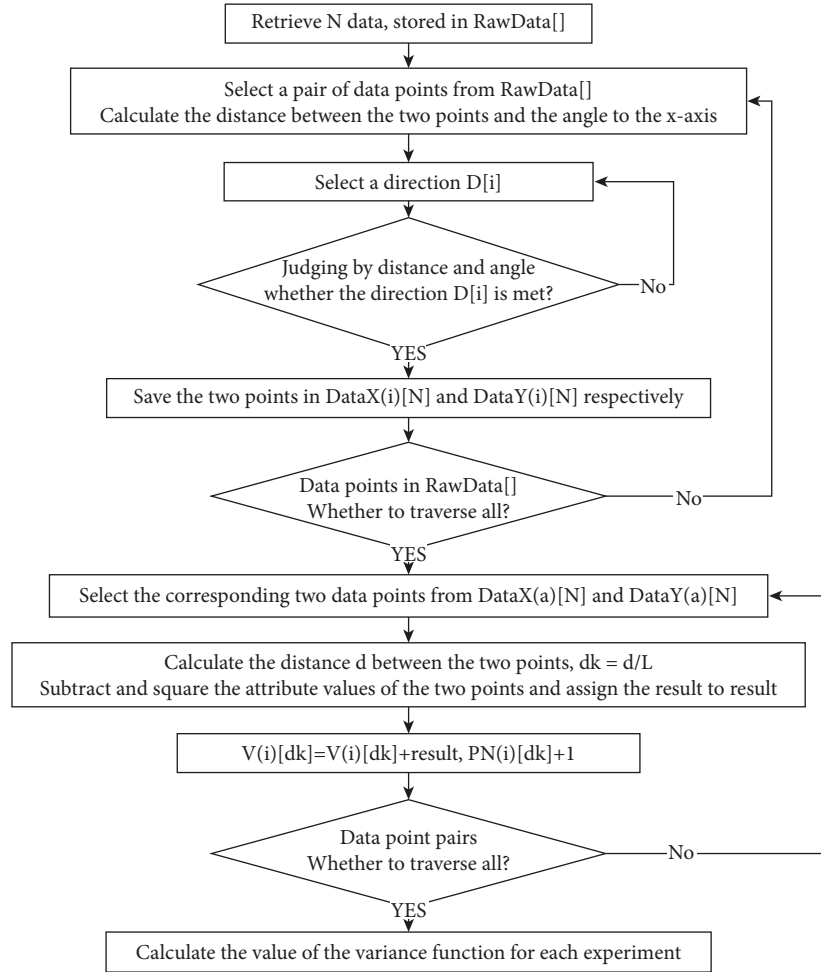 Retrieve N data, stored in RawData[]
Select a pair of data points from RawData[]
Calculate the distance between the two points and the angle to the x-axis
Select a direction D[i]
Judging by distance and angle
whether the direction D[i] is met?
No
YES
Save the two points in DataX(i)[N] and DataY(i)[N] respectively
Data points in RawData[]
Whether to traverse all?
No
YES
Select the corresponding two data points from DataX(a)[N] and DataY(a)[N]
Calculate the distance d between the two points, dk = d/L
Subtract and square the attribute values of the two points and assign the result to result
V(i)[dk]=V(i)[dk]+result, PN(i)[dk]+1
Data point pairs
Whether to traverse all?
No
YES
Calculate the value of the variance function for each experiment